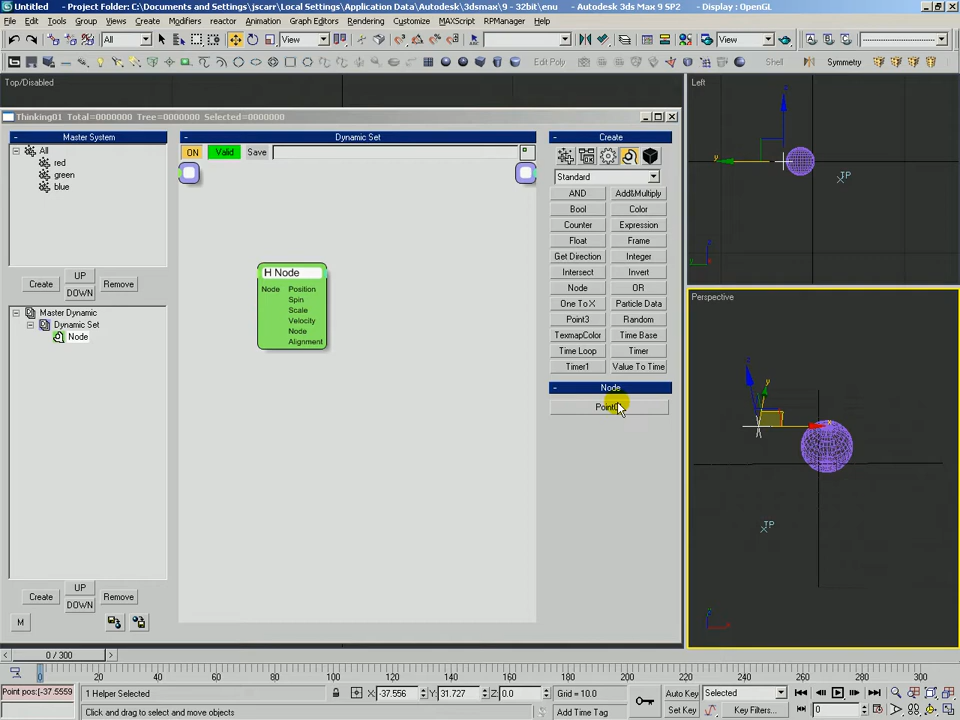 Untitled - Project Folder: C:\Documents and Settings\jscarr\Local Settings\Application Data\Autodesk\3dsmax\9 - 32bit\enu - Autodesk 3ds Max 9 SP2 - Display : OpenGL
File Edit Tools Group Views Create Modifiers reactor Animation Graph Editors Rendering Customize MAXScript RPManager Help
All View View
Edit Poly Shell Symmetry
Top/Disabled Left
Thinking01 Total=0000000 Tree=0000000 Selected=0000000
Master System Dynamic Set Create
All ON Valid Save
red
green Standard
blue AND Add&Multiply
Bool Color
Counter Expression
Float Frame
Get Direction Integer
Intersect Invert
Node OR
One To X Particle Data
Point3 Random
TexmapColor Time Base
Time Loop Timer
Timer1 Value To Time
UP
Create Remove
DOWN
Master Dynamic
Dynamic Set
Node
H Node
Node Position
Spin
Scale
Velocity
Node
Alignment
Node
TP
Perspective
TP
UP
Create Remove
DOWN
M
0 / 300
0 20 40 60 80 100 120 140 160 180 200 220 240 260 280 300
Point pos:[-37.5559 1 Helper Selected X: -37.556 Y: 31.727 Z: 0.0 Grid = 10.0 Auto Key Selected
Click and drag to select and move objects Add Time Tag Set Key Key Filters... 0